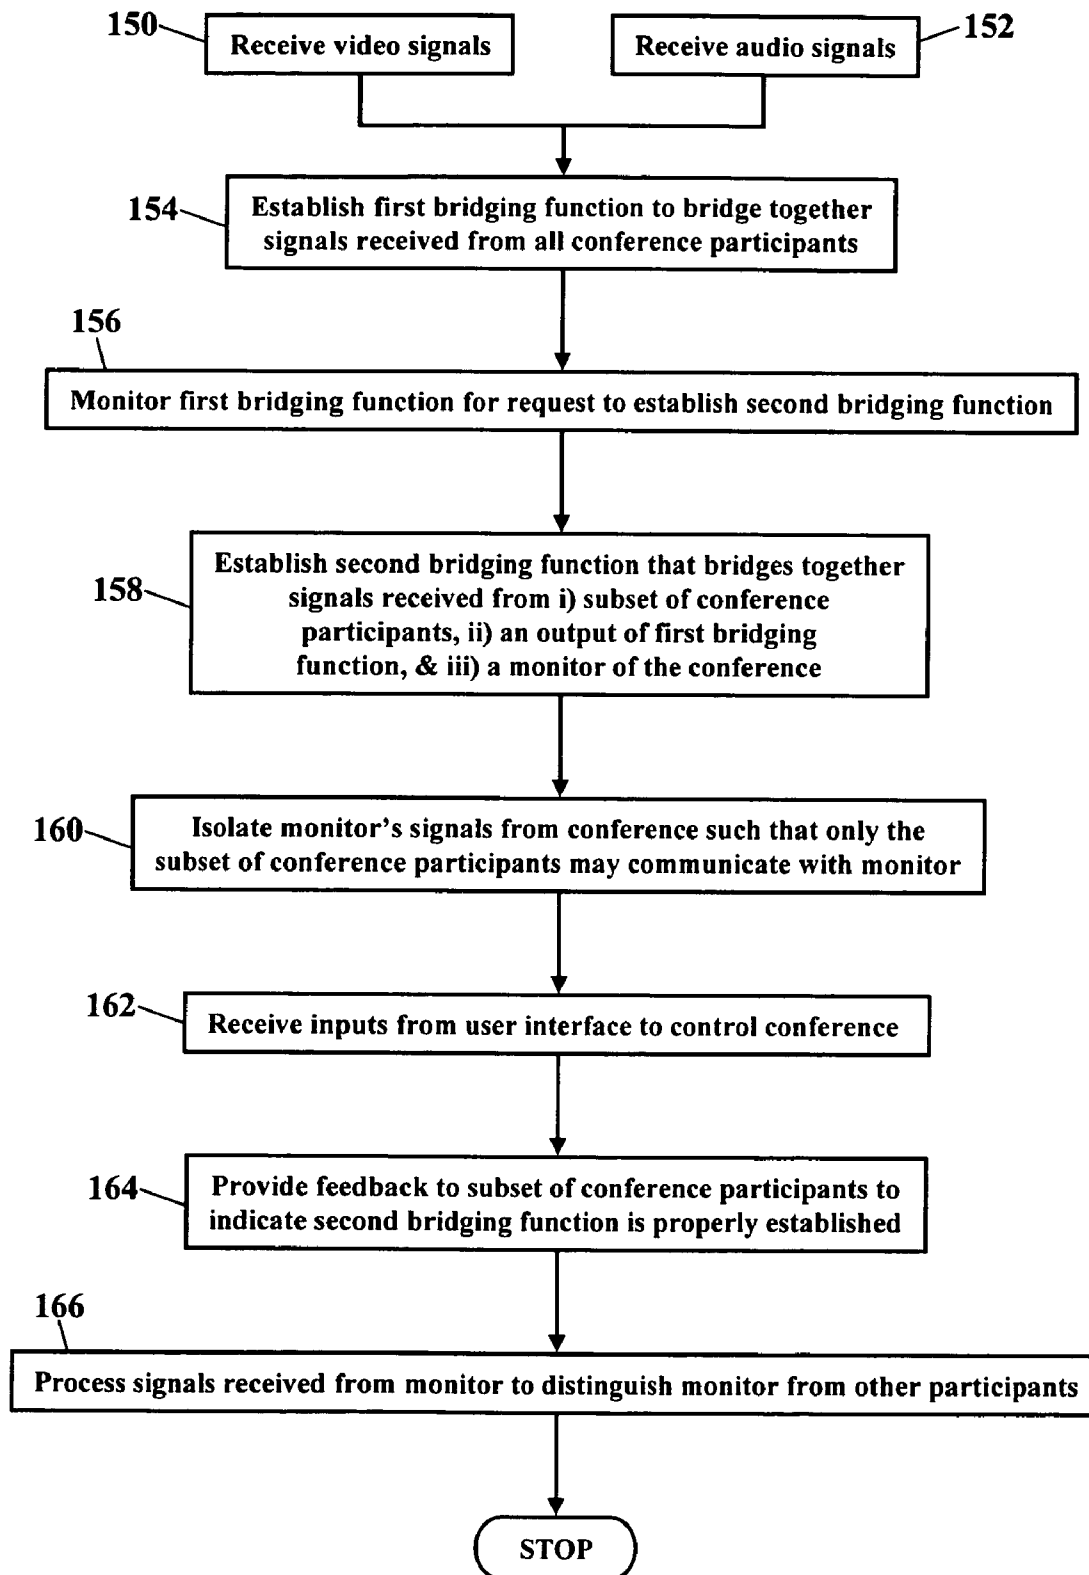 150
Receive video signals
Receive audio signals
152
154
Establish first bridging function to bridge together
signals received from all conference participants
156
Monitor first bridging function for request to establish second bridging function
158
Establish second bridging function that bridges together
signals received from i) subset of conference
participants, ii) an output of first bridging
function, & iii) a monitor of the conference
160
Isolate monitor's signals from conference such that only the
subset of conference participants may communicate with monitor
162
Receive inputs from user interface to control conference
164
Provide feedback to subset of conference participants to
indicate second bridging function is properly established
166
Process signals received from monitor to distinguish monitor from other participants
STOP